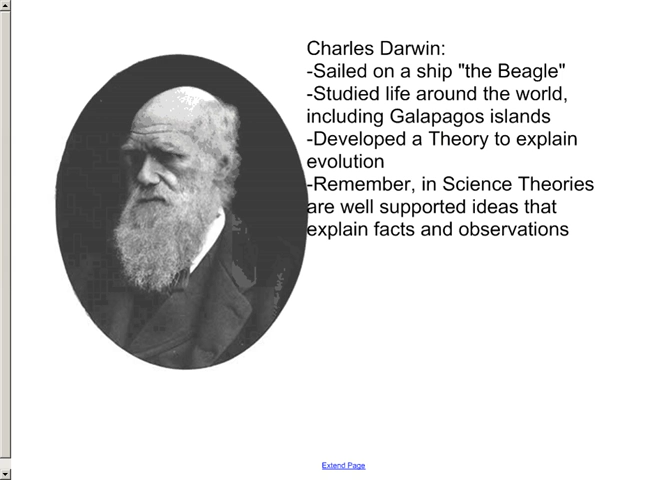 Charles Darwin:
-Sailed on a ship "the Beagle"
-Studied life around the world,
including Galapagos islands
-Developed a Theory to explain
evolution
-Remember, in Science Theories
are well supported ideas that
explain facts and observations
Extend Page